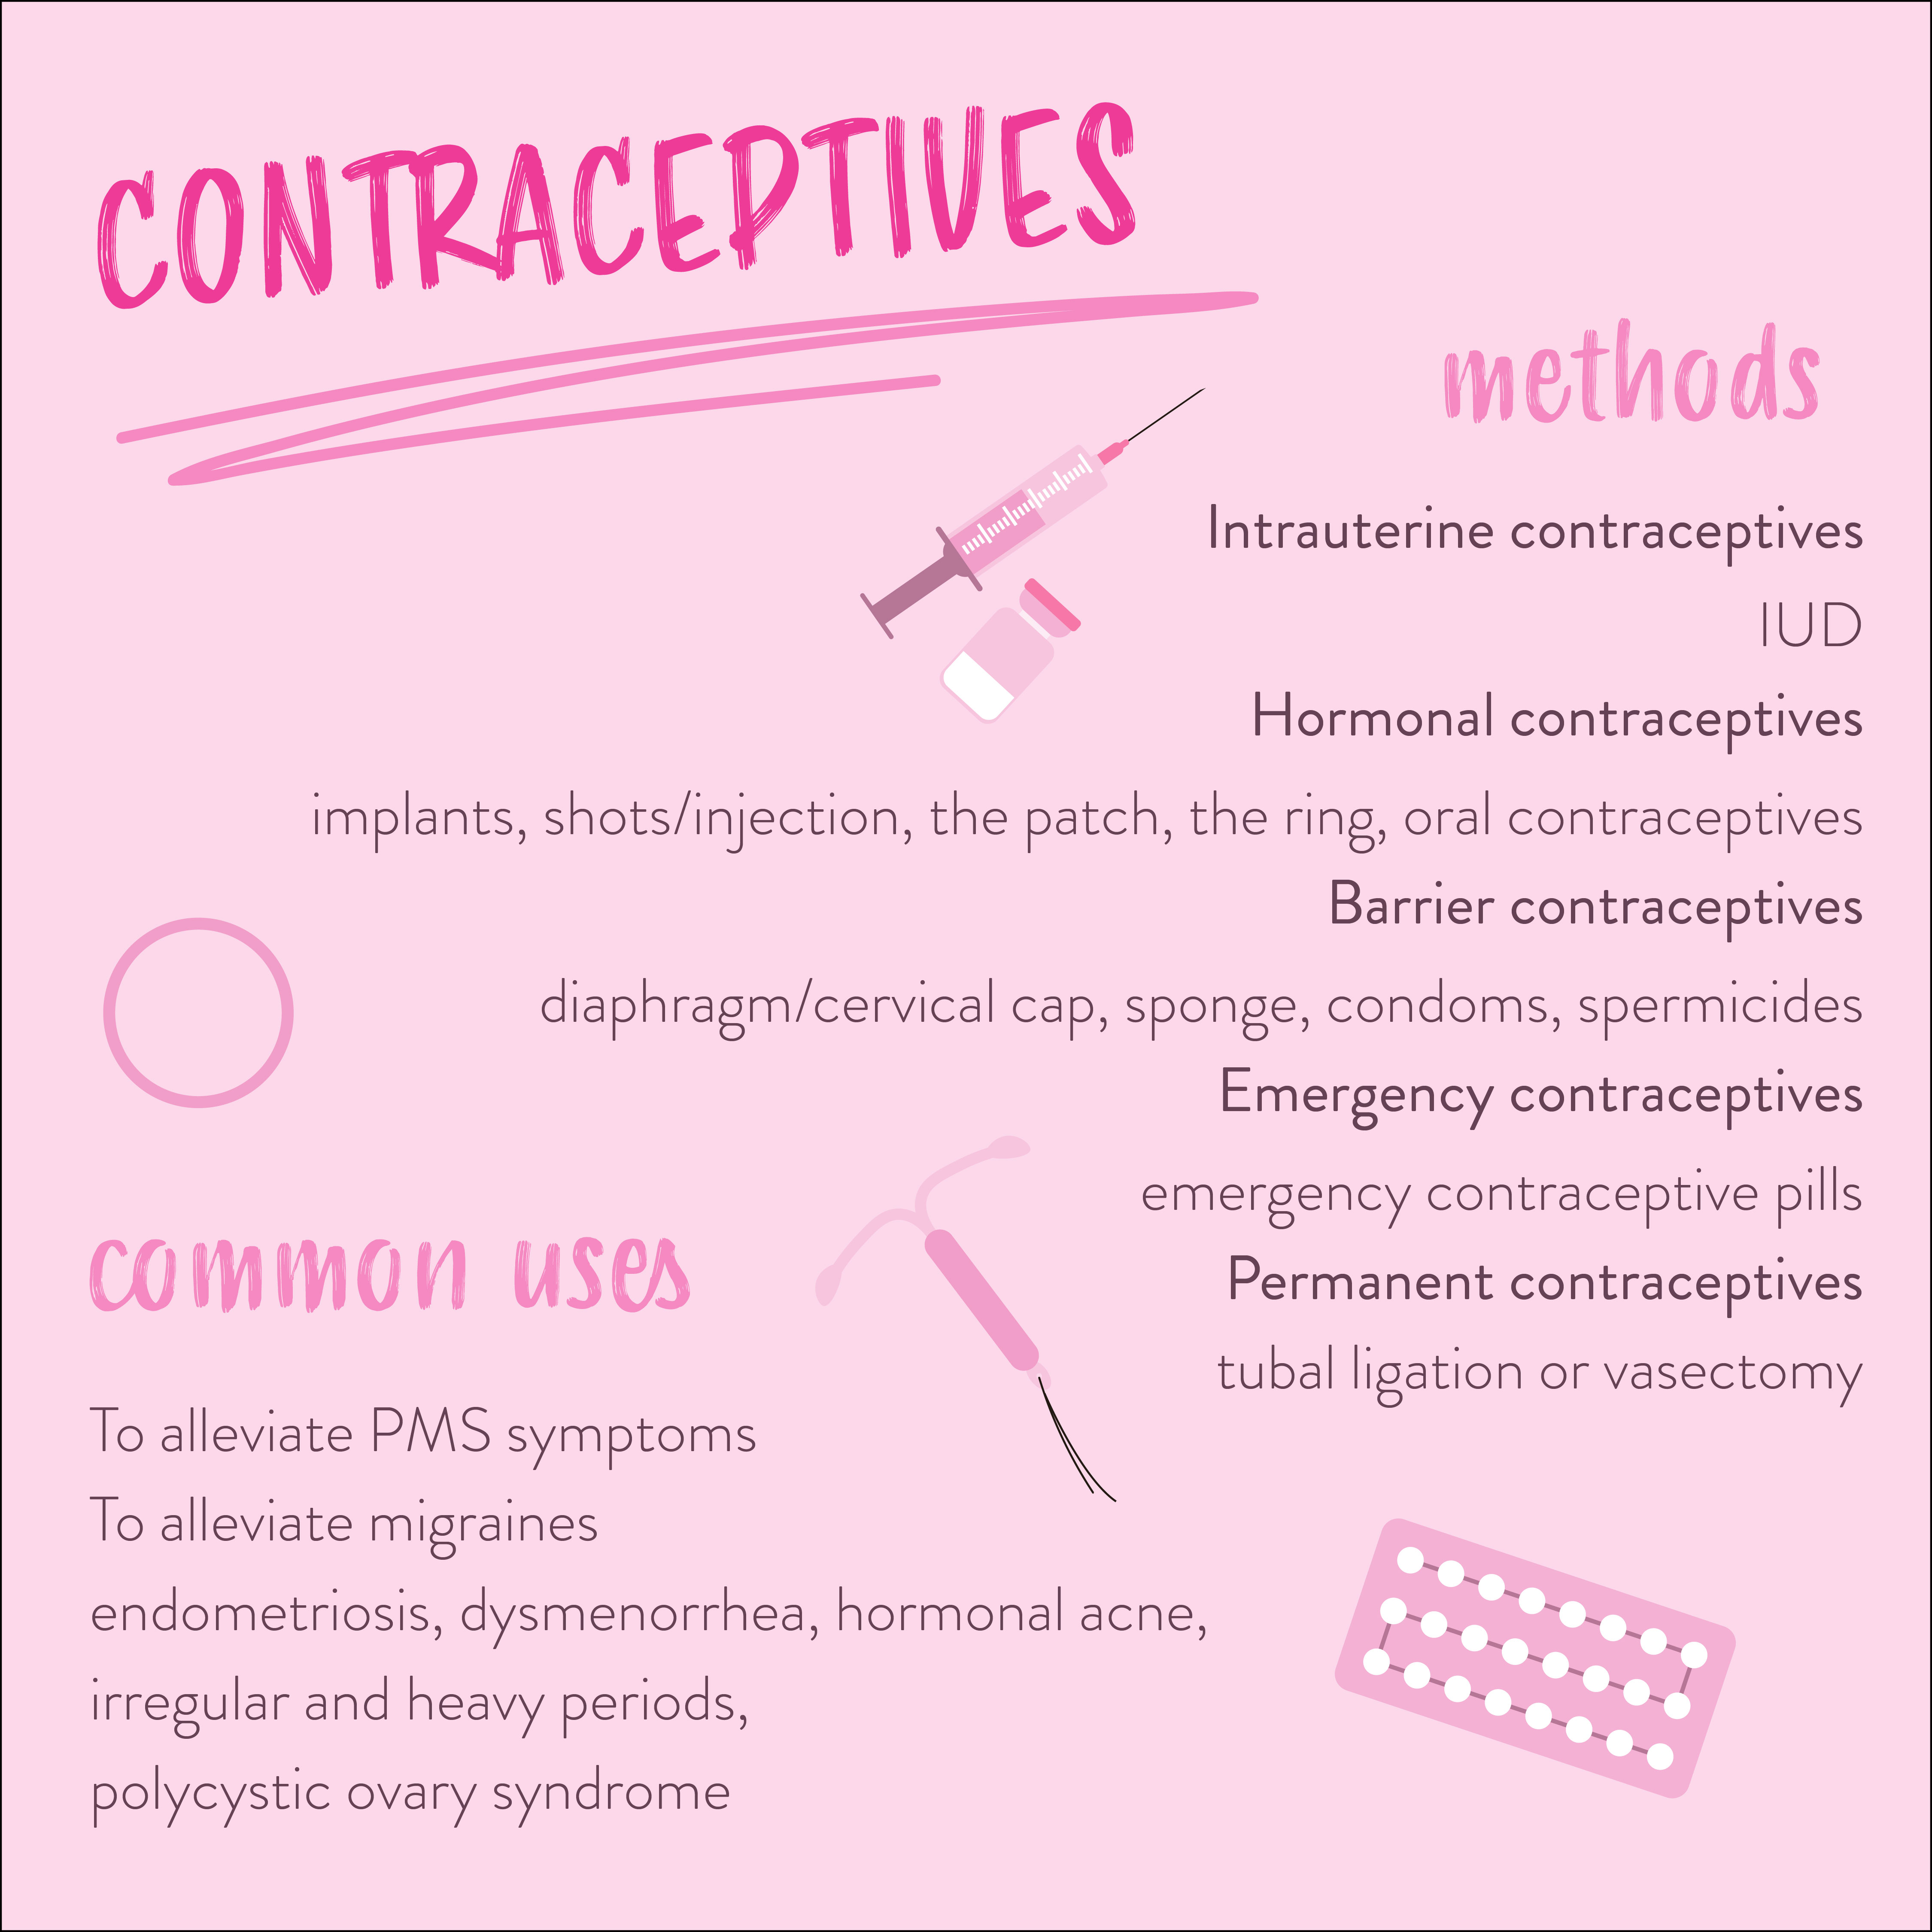 CONTRACEPTIVES
methods
Intrauterine contraceptives
IUD
Hormonal contraceptives
implants, shots/injection, the patch, the ring, oral contraceptives
Barrier contraceptives
diaphragm/cervical cap, sponge, condoms, spermicides
Emergency contraceptives
emergency contraceptive pills
Permanent contraceptives
tubal ligation or vasectomy
common uses
To alleviate PMS symptoms
To alleviate migraines
endometriosis, dysmenorrhea, hormonal acne,
irregular and heavy periods,
polycystic ovary syndrome